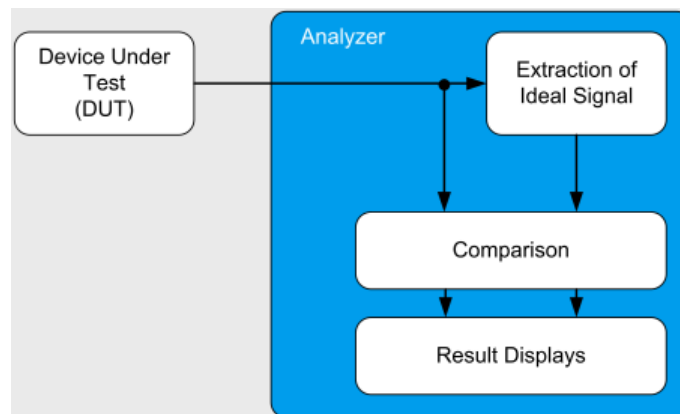 Analyzer
Device Under
Test
(DUT)
Extraction of
Ideal Signal
Comparison
Result Displays